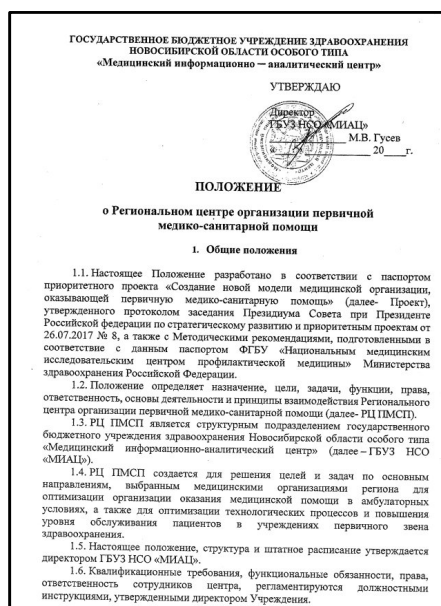 ГОСУДАРСТВЕННОЕ БЮДЖЕТНОЕ УЧРЕЖДЕНИЕ ЗДРАВООХРАНЕНИЯ
НОВОСИБИРСКОЙ ОБЛАСТИ ОСОБОГО ТИПА
«Медицинский информационно – аналитический центр»
УТВЕРЖДАЮ
Директор
ГБУЗ НСО «МИАЦ»
М.В. Гусев
« » 20 г.
ПОЛОЖЕНИЕ
о Региональном центре организации первичной
медико-санитарной помощи
1. Общие положения
1.1. Настоящее Положение разработано в соответствии с паспортом
приоритетного проекта «Создание новой модели медицинской организации,
оказывающей первичную медико-санитарную помощь» (далее- Проект),
утвержденного протоколом заседания Президиума Совета при Президенте
Российской федерации по стратегическому развитию и приоритетным проектам от
26.07.2017 № 8, а также с Методическими рекомендациями, подготовленными в
соответствие с данным паспортом ФГБУ «Национальным медицинским
исследовательским центром профилактической медицины» Министерства
здравоохранения Российской Федерации.
1.2. Положение определяет назначение, цели, задачи, функции, права,
ответственность, основы деятельности и принципы взаимодействия Регионального
центра организации первичной медико-санитарной помощи (далее- РЦ ПМСП).
1.3. РЦ ПМСП является структурным подразделением государственного
бюджетного учреждения здравоохранения Новосибирской области особого типа
«Медицинский информационно-аналитический центр» (далее – ГБУЗ НСО
«МИАЦ»).
1.4. РЦ ПМСП создается для решения целей и задач по основным
направлениям, выбранным медицинскими организациями региона для
оптимизации организации оказания медицинской помощи в амбулаторных
условиях, а также для оптимизации технологических процессов и повышения
уровня обслуживания пациентов в учреждениях первичного звена
здравоохранения.
1.5. Настоящее положение, структура и штатное расписание утверждается
директором ГБУЗ НСО «МИАЦ».
1.6. Квалификационные требования, функциональные обязанности, права,
ответственность сотрудников центра, регламентируются должностными
инструкциями, утвержденными директором Учреждения.